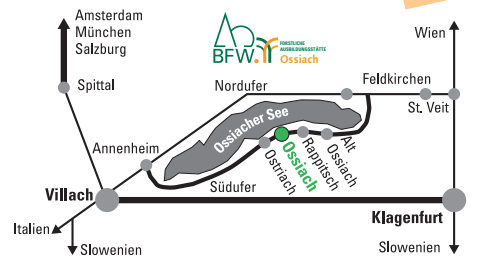 Amsterdam
München
Salzburg
BFW.
FORSTLICHE
AUSBILDUNGSSTÄTTE
Ossiach
Wien
Spittal
Nordufer
Feldkirchen
St. Veit
Ossiacher See
Annenheim
Ostriach
Ossiach
Rappitsch
Alt
Ossiach
Südufer
Villach
Klagenfurt
Italien
Slowenien
Slowenien